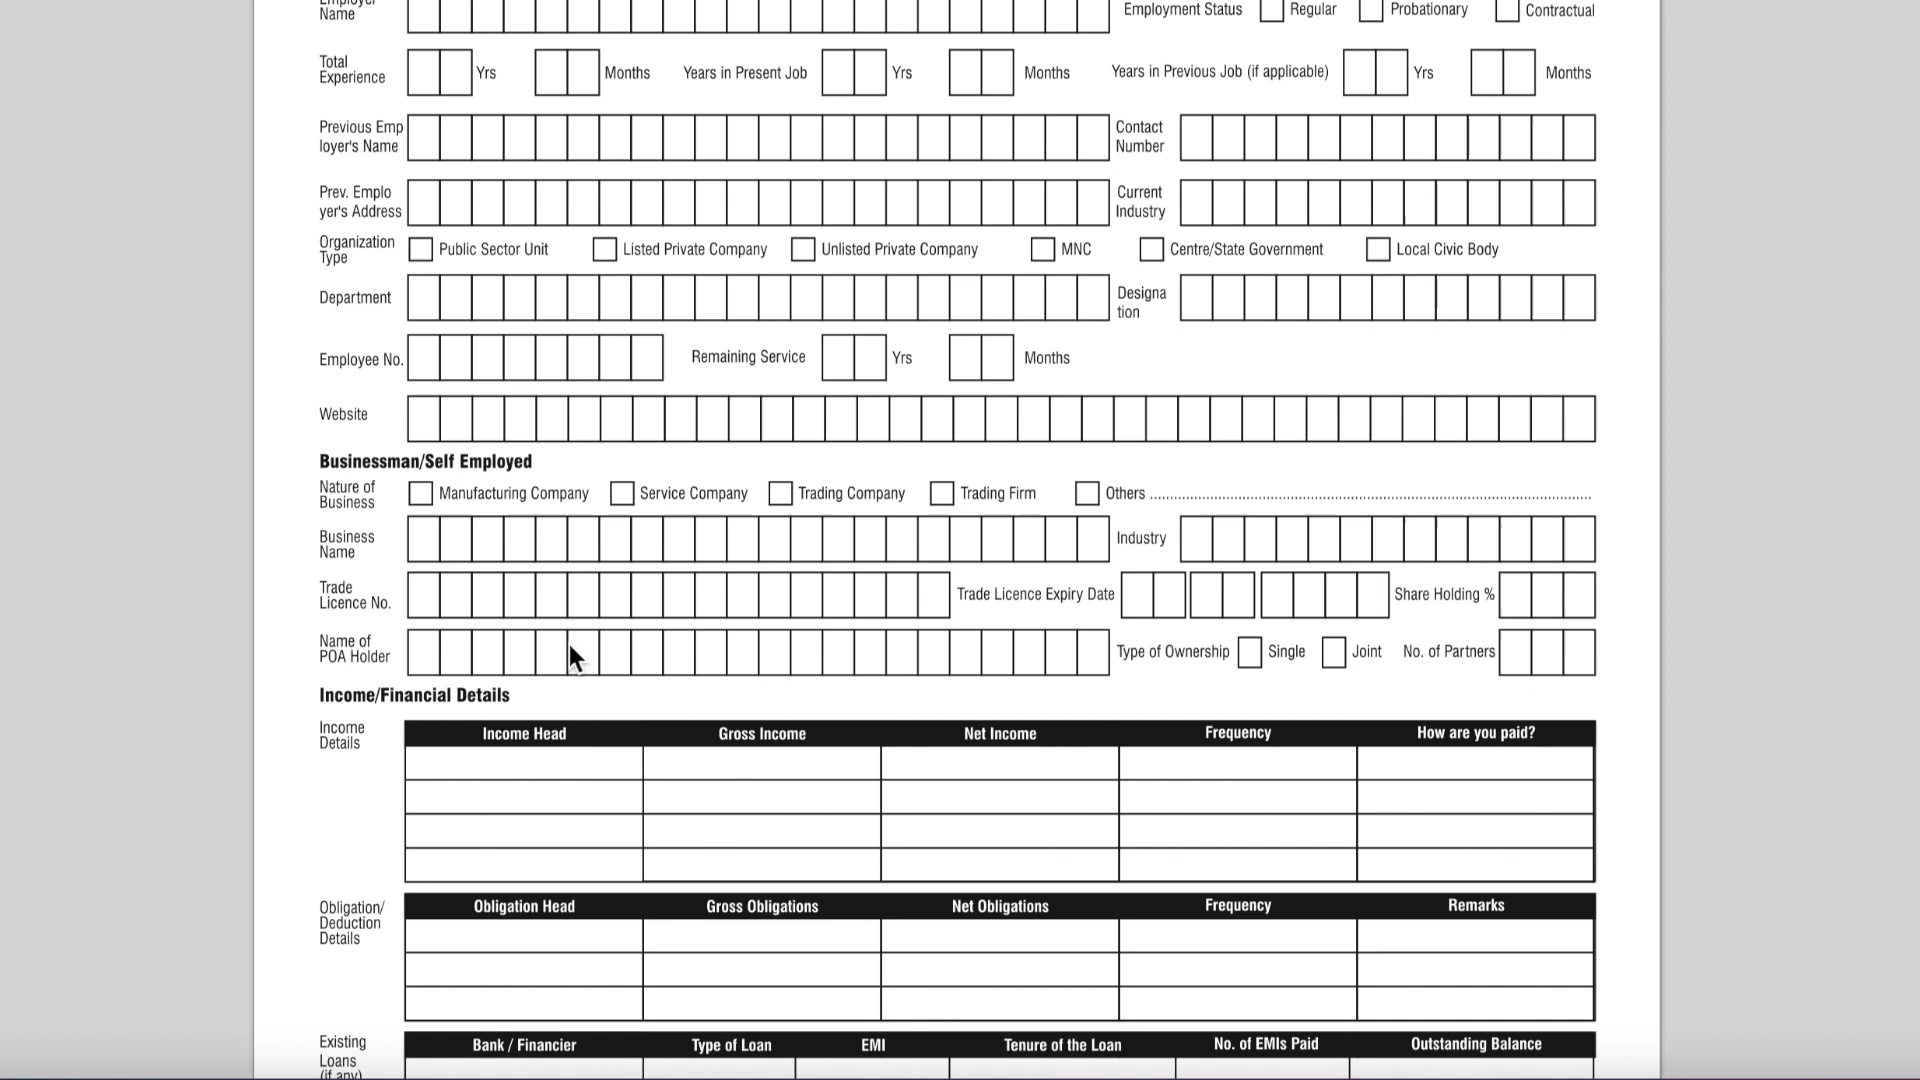 Employer
Name
Employment Status Regular Probationary Contractual
Total
Experience
Yrs Months Years in Present Job Yrs Months Years in Previous Job (if applicable) Yrs Months
Previous Emp
loyer's Name
Contact
Number
Prev. Emplo
yer's Address
Current
Industry
Organization
Type
Public Sector Unit Listed Private Company Unlisted Private Company MNC Centre/State Government Local Civic Body
Department
Designa
tion
Employee No. Remaining Service Yrs Months
Website
Businessman/Self Employed
Nature of
Business
Manufacturing Company Service Company Trading Company Trading Firm Others
Business
Name
Industry
Trade
Licence No.
Trade Licence Expiry Date Share Holding %
Name of
POA Holder
Type of Ownership Single Joint No. of Partners
Income/Financial Details
Income
Details
Income Head Gross Income Net Income Frequency How are you paid?
Obligation/
Deduction
Details
Obligation Head Gross Obligations Net Obligations Frequency Remarks
Existing
Loans
(if any)
Bank / Financier Type of Loan EMI Tenure of the Loan No. of EMIs Paid Outstanding Balance